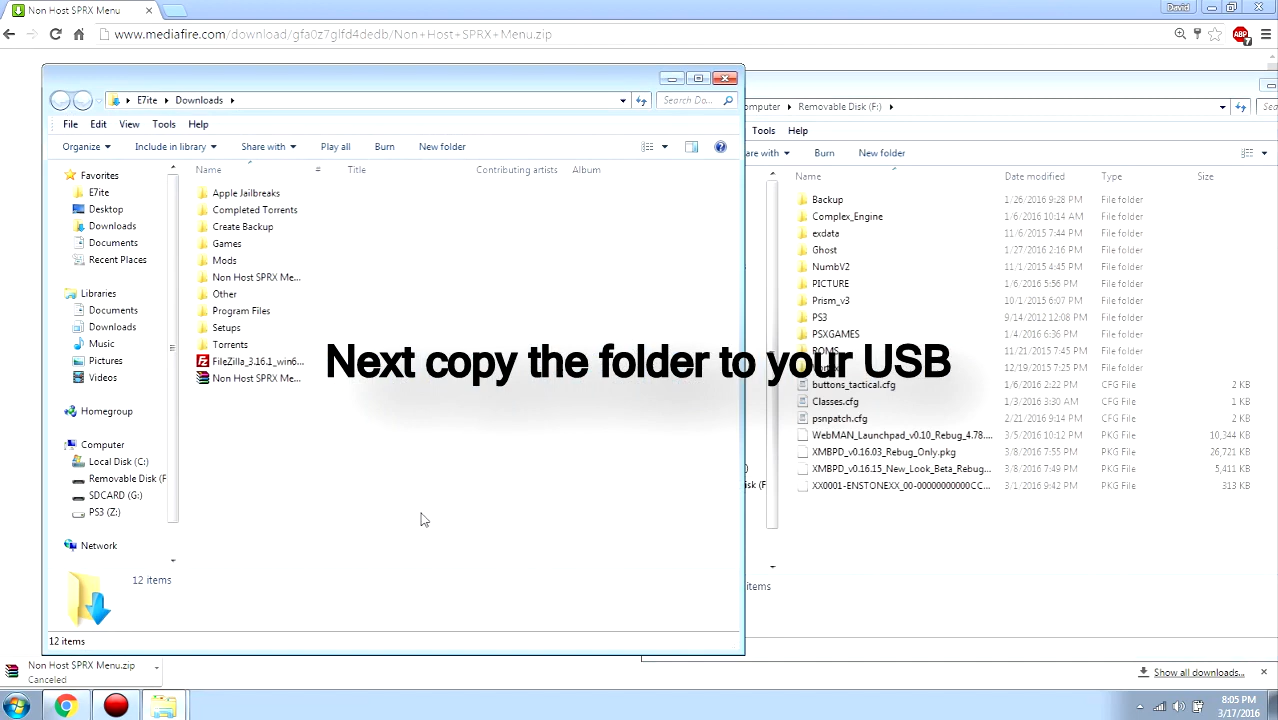 Non Host SPRX Menu
David
www.mediafire.com/download/gfa0z7glfd4dedb/Non+Host+SPRX+Menu.zip
ABP
7
E7ite Downloads
Search Do...
File Edit View Tools Help
Organize Include in library Share with Play all Burn New folder
Name Title Contributing artists Album
Favorites
E7ite
Desktop
Downloads
Documents
Recent Places
Libraries
Documents
Downloads
Music
Pictures
Videos
Homegroup
Computer
Local Disk (C:)
Removable Disk (F
SDCARD (G:)
PS3 (Z:)
Network
Apple Jailbreaks
Completed Torrents
Create Backup
Games
Mods
Non Host SPRX Me...
Other
Program Files
Setups
Torrents
FileZilla_3.16.1_win6...
Non Host SPRX Me...
12 items
12 items
Next copy the folder to your USB
omputer Removable Disk (F:)
Sea
Tools Help
are with Burn New folder
Name Date modified Type Size
Backup 1/26/2016 9:28 PM File folder
Complex_Engine 1/6/2016 10:14 AM File folder
exdata 11/6/2015 7:44 PM File folder
Ghost 1/27/2016 2:16 PM File folder
NumbV2 11/1/2015 4:45 PM File folder
PICTURE 1/6/2016 5:56 PM File folder
Prism_v3 10/1/2015 6:07 PM File folder
PS3 9/14/2012 12:08 PM File folder
PSXGAMES 1/4/2016 6:36 PM File folder
ROMS 11/21/2015 7:45 PM File folder
12/19/2015 7:25 PM File folder
buttons_tactical.cfg 1/6/2016 2:22 PM CFG File 2 KB
Classes.cfg 1/3/2016 3:30 AM CFG File 1 KB
psnpatch.cfg 2/21/2016 9:14 PM CFG File 2 KB
WebMAN_Launchpad_v0.10_Rebug_4.78.... 3/5/2016 10:12 PM PKG File 10,344 KB
XMBPD_v0.16.03_Rebug_Only.pkg 3/8/2016 7:55 PM PKG File 26,721 KB
XMBPD_v0.16.15_New_Look_Beta_Rebug... 3/8/2016 7:49 PM PKG File 5,411 KB
isk (F XX0001-ENSTONEXX_00-00000000000CC... 3/1/2016 9:42 PM PKG File 313 KB
items
Non Host SPRX Menu.zip
Canceled
Show all downloads...
8:05 PM
3/17/2016